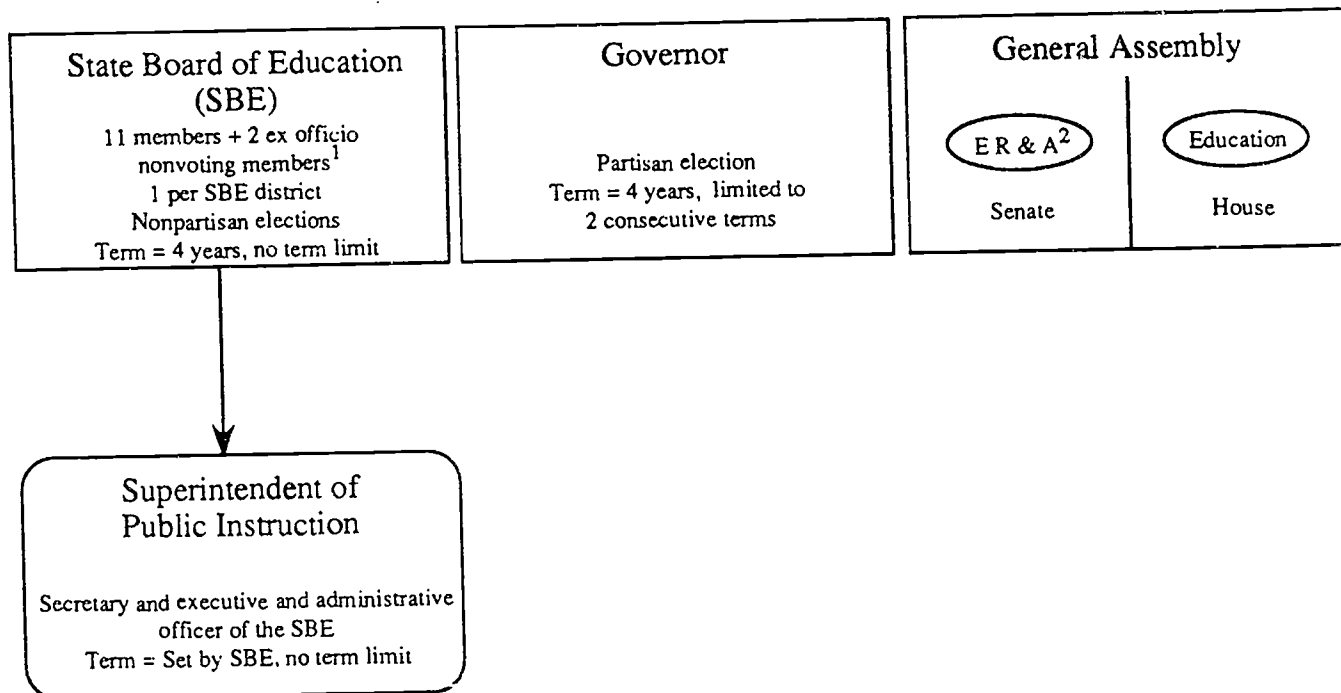 State Board of Education
(SBE)
11 members + 2 ex officio
nonvoting members1
1 per SBE district
Nonpartisan elections
Term = 4 years, no term limit
Governor
Partisan election
Term = 4 years, limited to
2 consecutive terms
General Assembly
E R & A2
Senate
Education
House
Superintendent of
Public Instruction
Secretary and executive and administrative
officer of the SBE
Term = Set by SBE, no term limit